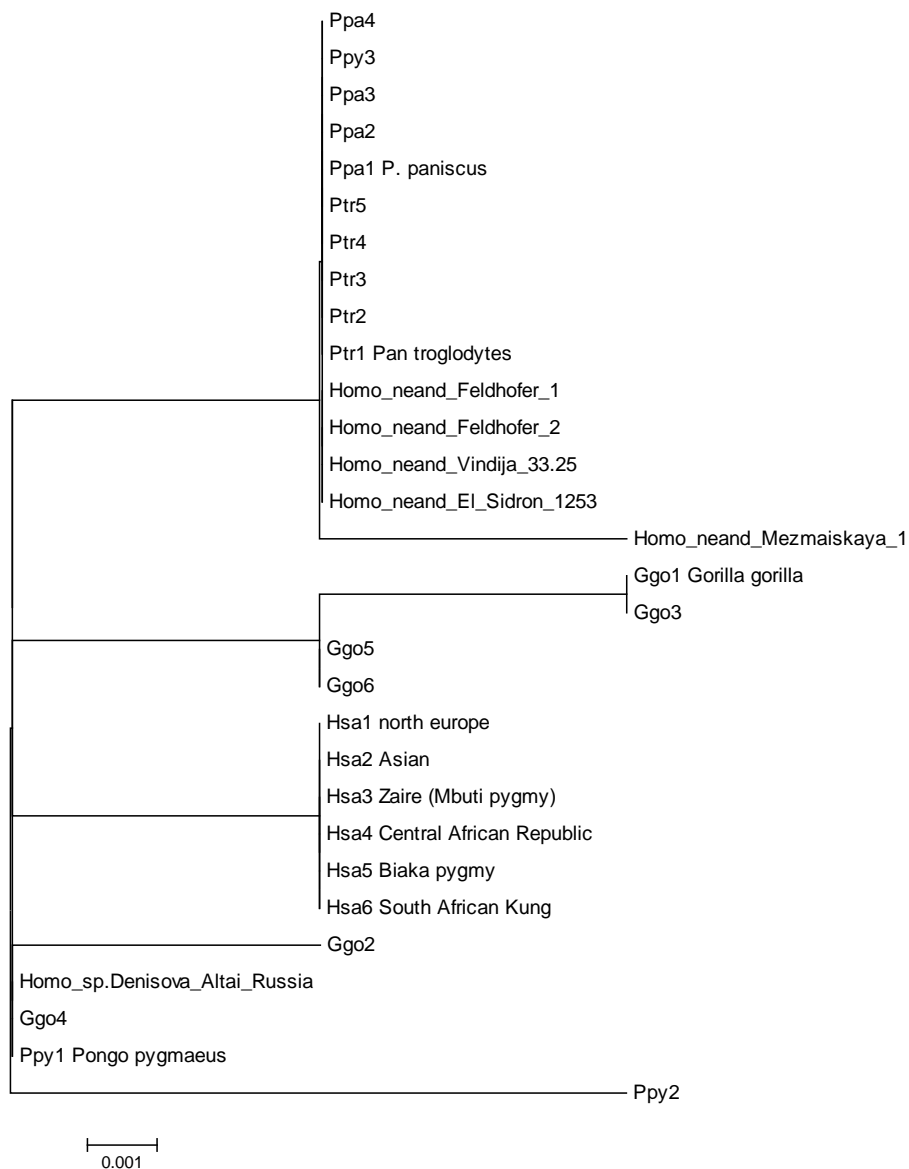 Ppa4
Ppy3
Ppa3
Ppa2
Ppa1 P. paniscus
Ptr5
Ptr4
Ptr3
Ptr2
Ptr1 Pan troglodytes
Homo_neand_Feldhofer_1
Homo_neand_Feldhofer_2
Homo_neand_Vindija_33.25
Homo_neand_El_Sidron_1253
Homo_neand_Mezmaiskaya_1
Ggo1 Gorilla gorilla
Ggo3
Ggo5
Ggo6
Hsa1 north europe
Hsa2 Asian
Hsa3 Zaire (Mbuti pygmy)
Hsa4 Central African Republic
Hsa5 Biaka pygmy
Hsa6 South African Kung
Ggo2
Homo_sp.Denisova_Altai_Russia
Ggo4
Ppy1 Pongo pygmaeus
Ppy2
0.001